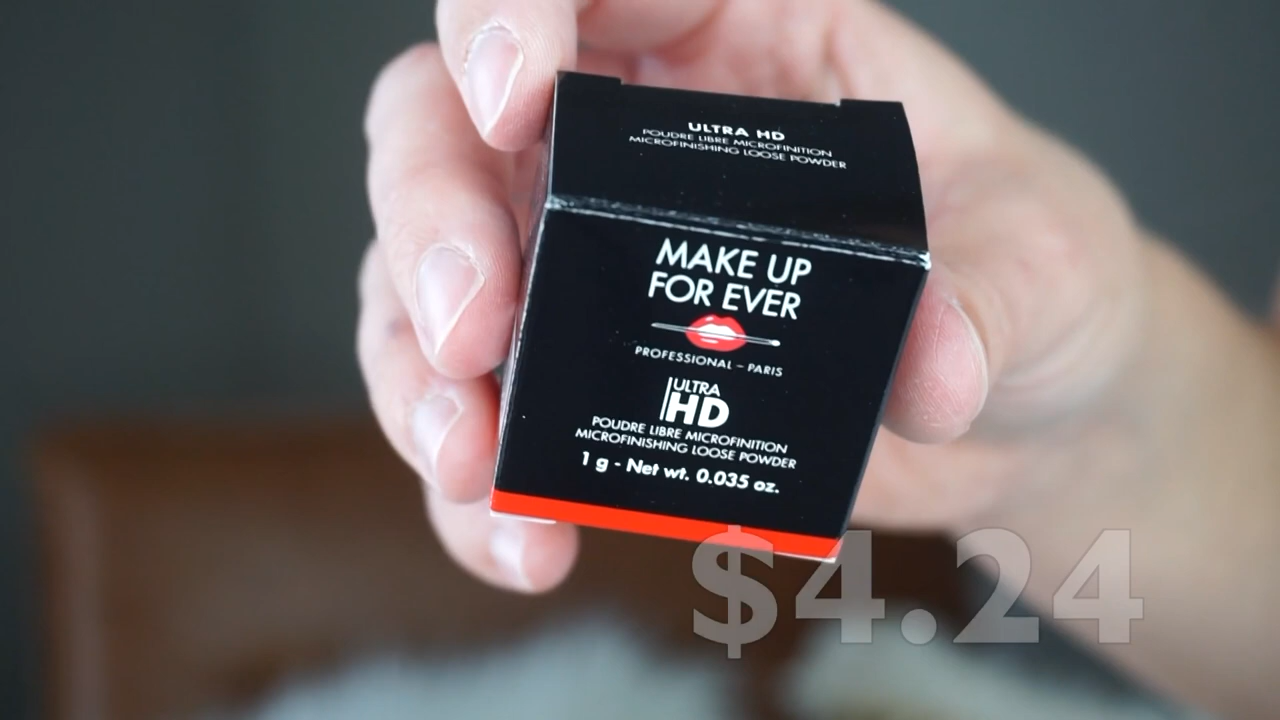 ULTRA HD
POUDRE LIBRE MICROFINITION
MICROFINISHING LOOSE POWDER
MAKE UP
FOR EVER
PROFESSIONAL – PARIS
ULTRA
HD
POUDRE LIBRE MICROFINITION
MICROFINISHING LOOSE POWDER
1 g - Net wt. 0.035 oz.
$4.24